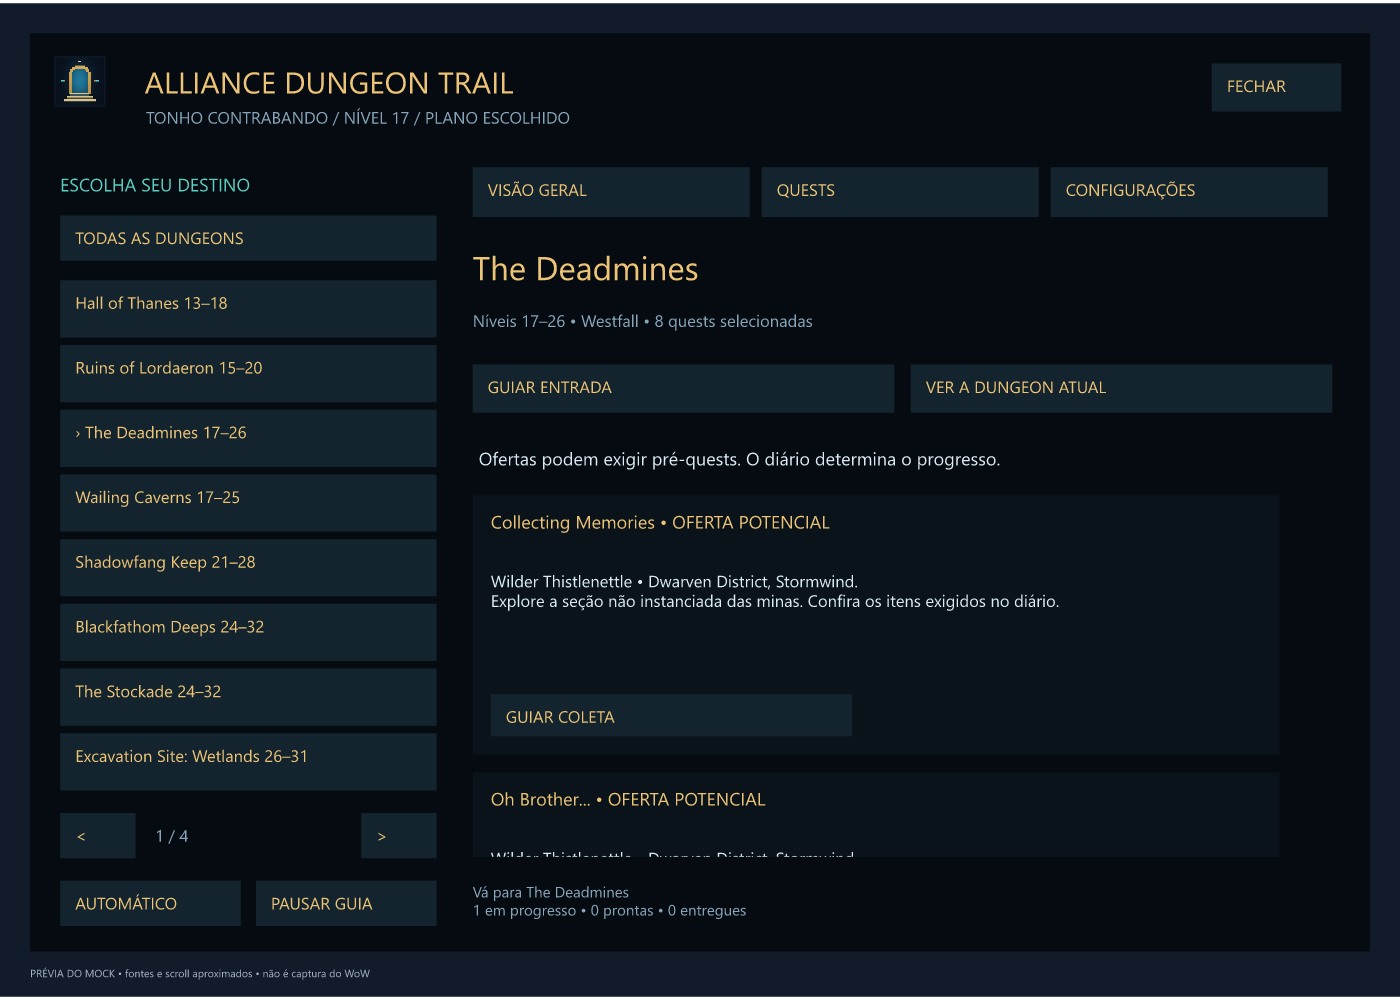 ALLIANCE DUNGEON TRAIL
TONHO CONTRABANDO / NÍVEL 17 / PLANO ESCOLHIDO
FECHAR
ESCOLHA SEU DESTINO
TODAS AS DUNGEONS
Hall of Thanes 13–18
Ruins of Lordaeron 15–20
› The Deadmines 17–26
Wailing Caverns 17–25
Shadowfang Keep 21–28
Blackfathom Deeps 24–32
The Stockade 24–32
Excavation Site: Wetlands 26–31
<
1 / 4
>
AUTOMÁTICO
PAUSAR GUIA
VISÃO GERAL
QUESTS
CONFIGURAÇÕES
The Deadmines
Níveis 17–26 • Westfall • 8 quests selecionadas
GUIAR ENTRADA
VER A DUNGEON ATUAL
Ofertas podem exigir pré-quests. O diário determina o progresso.
Collecting Memories • OFERTA POTENCIAL
Wilder Thistlenettle • Dwarven District, Stormwind.
Explore a seção não instanciada das minas. Confira os itens exigidos no diário.
GUIAR COLETA
Oh Brother... • OFERTA POTENCIAL
Wilder Thistlenettle • Dwarven District, Stormwind.
Vá para The Deadmines
1 em progresso • 0 prontas • 0 entregues
PRÉVIA DO MOCK • fontes e scroll aproximados • não é captura do WoW